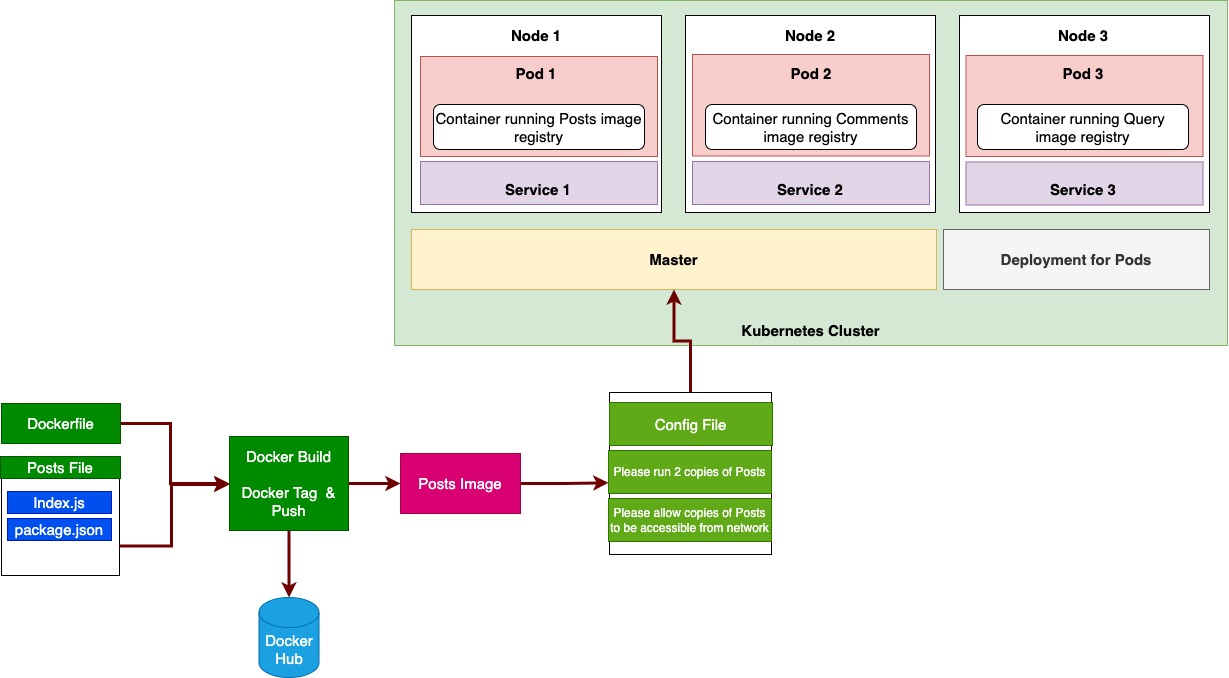 Node 1
Node 2
Node 3
Pod 1
Pod 2
Pod 3
Container running Posts image
registry
Container running Comments
image registry
Container running Query
image registry
Service 1
Service 2
Service 3
Master
Deployment for Pods
Kubernetes Cluster
Dockerfile
Posts File
Index.js
package.json
Docker Build
Docker Tag & 
Push
Posts Image
Config File
Please run 2 copies of Posts
Please allow copies of Posts
to be accessible from network
Docker
Hub